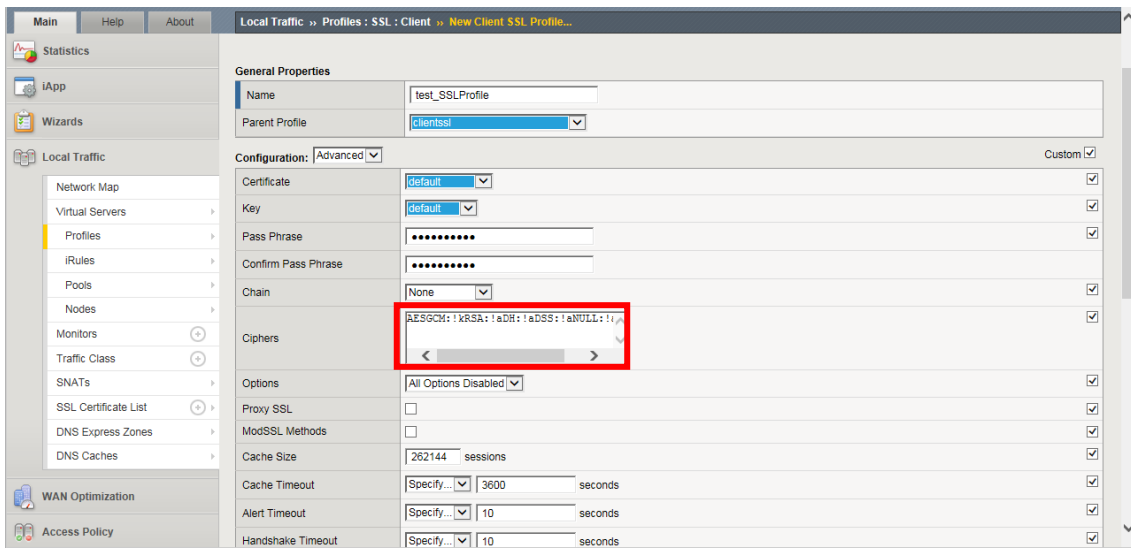 Main Help About
Local Traffic ›› Profiles : SSL : Client ›› New Client SSL Profile...
Statistics
iApp
Wizards
Local Traffic
Network Map
Virtual Servers
Profiles
iRules
Pools
Nodes
Monitors
Traffic Class
SNATs
SSL Certificate List
DNS Express Zones
DNS Caches
WAN Optimization
Access Policy
General Properties
Name test_SSLProfile
Parent Profile clientssl
Configuration: Advanced Custom
Certificate default
Key default
Pass Phrase ••••••••••
Confirm Pass Phrase ••••••••••
Chain None
Ciphers AESGCM:!kRSA:!aDH:!aDSS:!aNULL:!
Options All Options Disabled
Proxy SSL
ModSSL Methods
Cache Size 262144 sessions
Cache Timeout Specify... 3600 seconds
Alert Timeout Specify... 10 seconds
Handshake Timeout Specify... 10 seconds